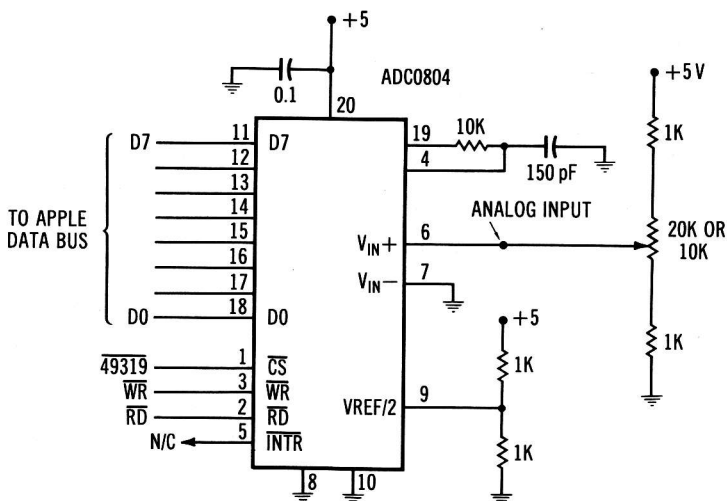 +5
0.1
ADC0804
20
+5V
1K
D7 11 D7
12
13
14
15
16
17
D0 18 D0
TO APPLE
DATA BUS
19 10K
4
150 pF
ANALOG INPUT
VIN+ 6
VIN− 7
20K OR
10K
1K
+5
1K
VREF/2 9
1K
49319 1 CS
WR 3 WR
RD 2 RD
N/C 5 INTR
8
10